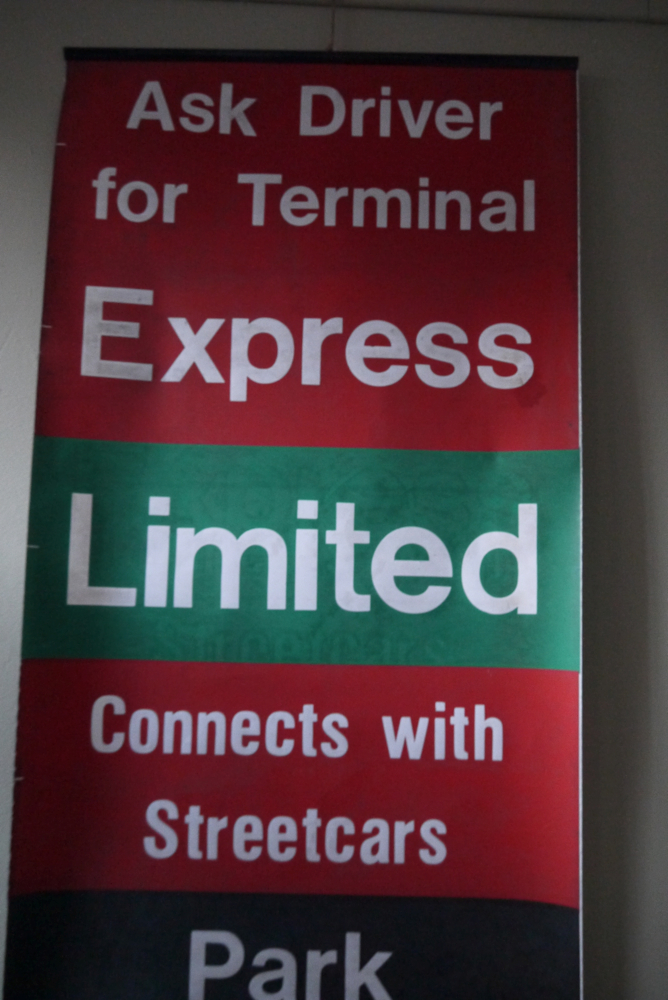 Ask Driver
for Terminal
Express
Limited
Connects with
Streetcars
Park